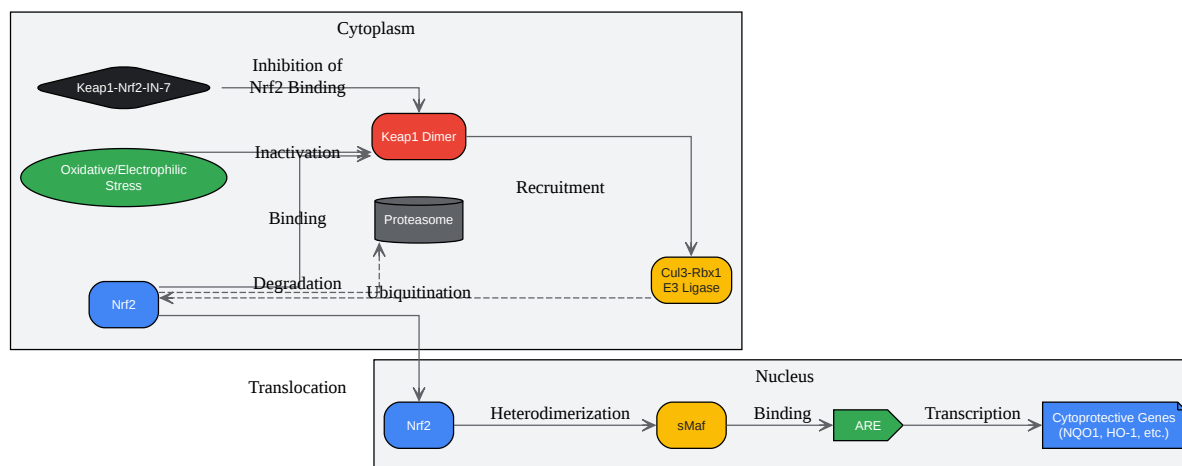 Cytoplasm
Inhibition of
Nrf2 Binding
Keap1-Nrf2-IN-7
Keap1 Dimer
Inactivation
Oxidative/Electrophilic
Stress
Recruitment
Binding
Proteasome
Degradation
Ubiquitination
Cul3-Rbx1
E3 Ligase
Nrf2
Translocation
Nucleus
Nrf2
Heterodimerization
sMaf
Binding
ARE
Transcription
Cytoprotective Genes
(NQO1, HO-1, etc.)